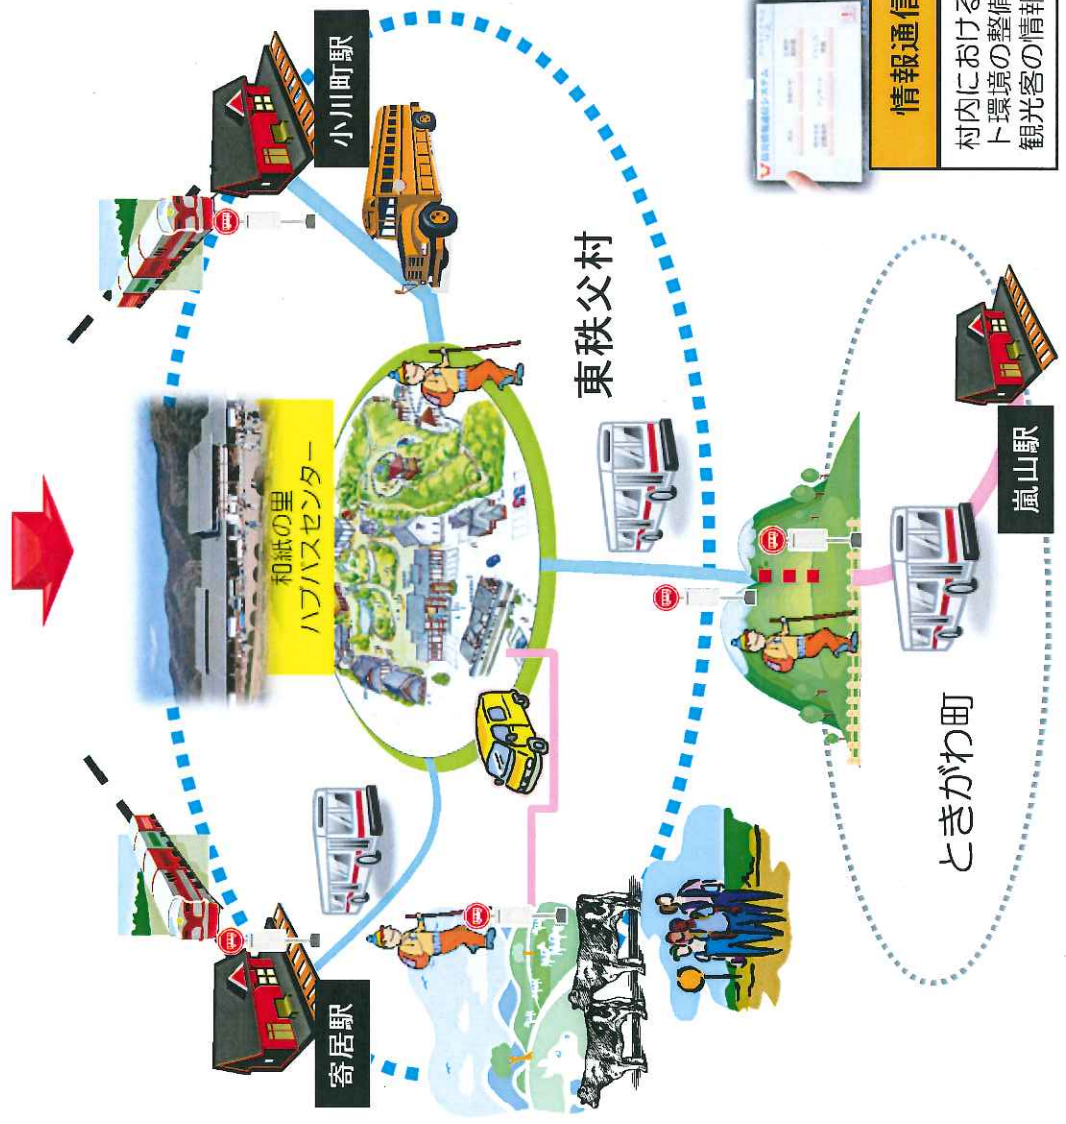 寄居駅
和紙の里
ハブバスセンター
小川町駅
東秩父村
ときがわ町
嵐山駅
情報通信
村内における
ト環境の整備
観光客の情報